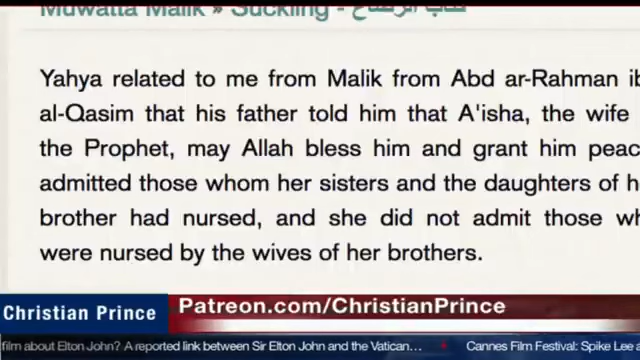 Muwatta Malik » Suckling - كتاب الرضاع
Yahya related to me from Malik from Abd ar-Rahman ib
al-Qasim that his father told him that A'isha, the wife
the Prophet, may Allah bless him and grant him peac
admitted those whom her sisters and the daughters of h
brother had nursed, and she did not admit those wh
were nursed by the wives of her brothers.
Patreon.com/ChristianPrince
Christian Prince
film about Elton John? A reported link between Sir Elton John and the Vatican... Cannes Film Festival: Spike Lee a